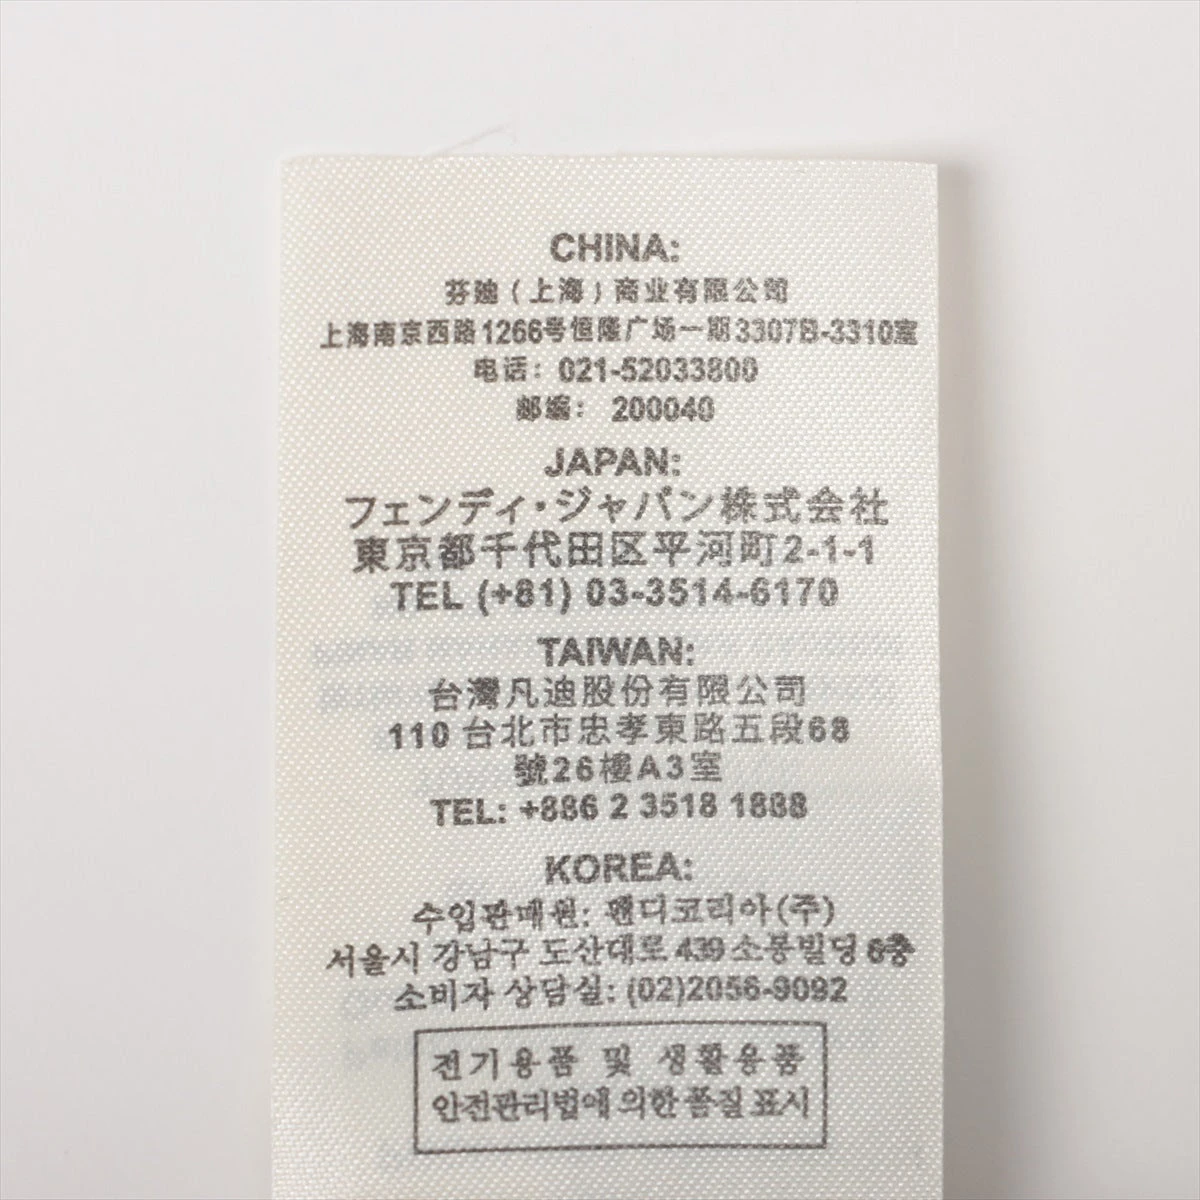 CHINA:
芬迪（上海）商业有限公司
上海南京西路1266号恒隆广场一期3307B-3310室
电话： 021-52033800
邮编： 200040
JAPAN:
フェンディ・ジャパン株式会社
東京都千代田区平河町2-1-1
TEL (+81) 03-3514-6170
TAIWAN:
台灣凡迪股份有限公司
110 台北市忠孝東路五段68
號26樓A3室
TEL: +886 2 3518 1888
KOREA:
수입판매원: 펜디코리아(주)
서울시 강남구 도산대로 439 소봉빌딩 6층
소비자 상담실: (02)2056-9092
전기용품 및 생활용품
안전관리법에 의한 품질 표시